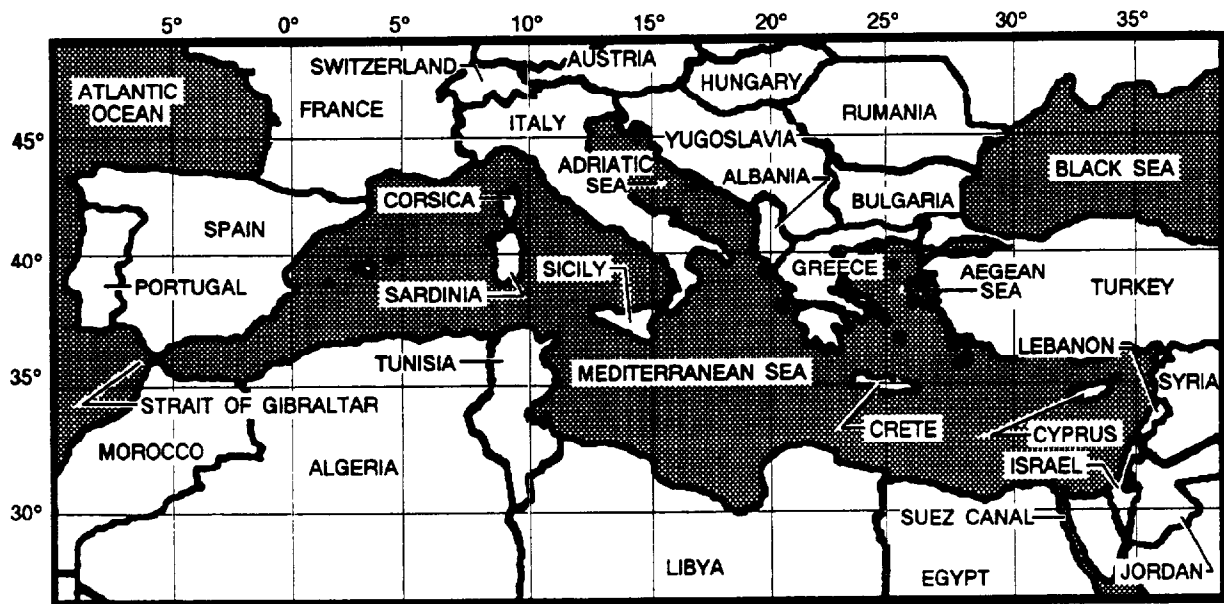 5° 0° 5° 10° 15° 20° 25° 30° 35°
SWITZERLAND
AUSTRIA
HUNGARY
ATLANTIC
OCEAN
FRANCE
ITALY
RUMANIA
45°
YUGOSLAVIA
ADRIATIC
SEA
ALBANIA
BLACK SEA
CORSICA
BULGARIA
SPAIN
40°
SICILY
GREECE
AEGEAN
SEA
PORTUGAL
SARDINIA
TURKEY
LEBANON
TUNISIA
MEDITERRANEAN SEA
35°
SYRIA
STRAIT OF GIBRALTAR
CRETE
CYPRUS
MOROCCO
ALGERIA
ISRAEL
30°
SUEZ CANAL
LIBYA
EGYPT
JORDAN